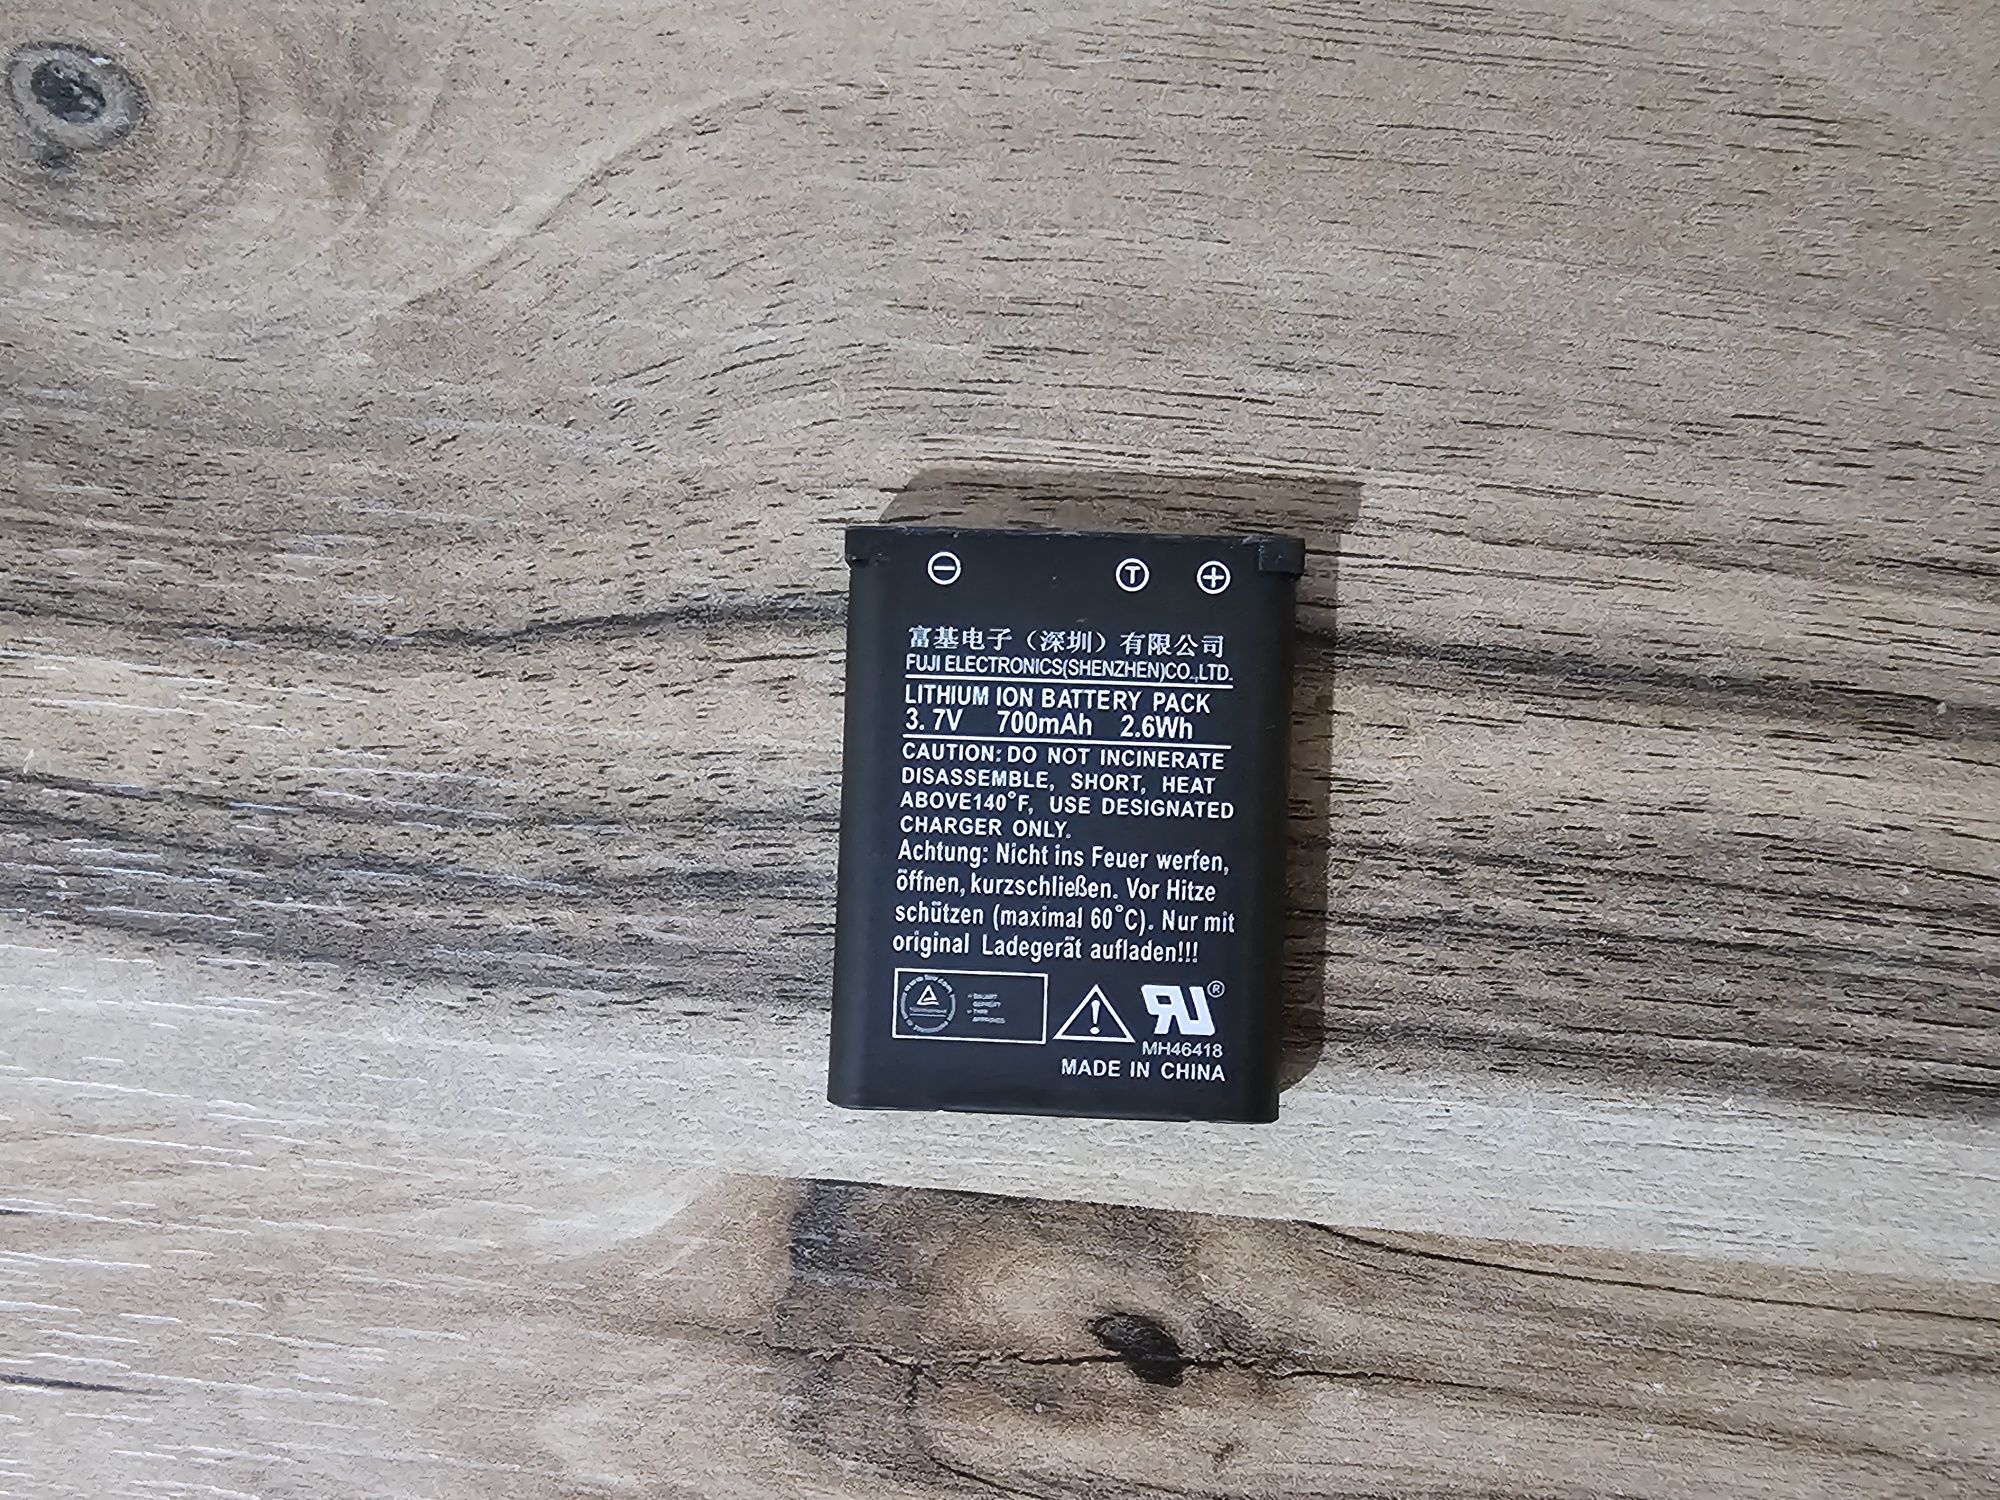 富基电子（深圳）有限公司
FUJI ELECTRONICS(SHENZHEN)CO.,LTD.
LITHIUM ION BATTERY PACK
3.7V 700mAh 2.6Wh
CAUTION: DO NOT INCINERATE
DISASSEMBLE, SHORT, HEAT
ABOVE140°F, USE DESIGNATED
CHARGER ONLY.
Achtung: Nicht ins Feuer werfen,
öffnen, kurzschließen. Vor Hitze
schützen (maximal 60°C). Nur mit
original Ladegerät aufladen!!!
MH46418
MADE IN CHINA